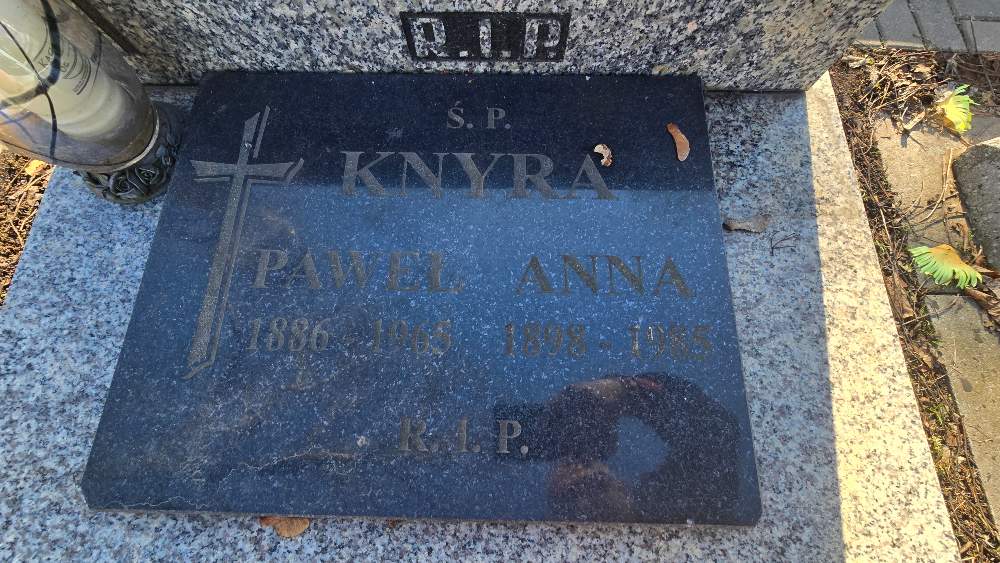 R.I.P
Ś. P.
KNYRA
PAWEŁ ANNA
1886 - 1965 1898 - 1985
R. I. P.